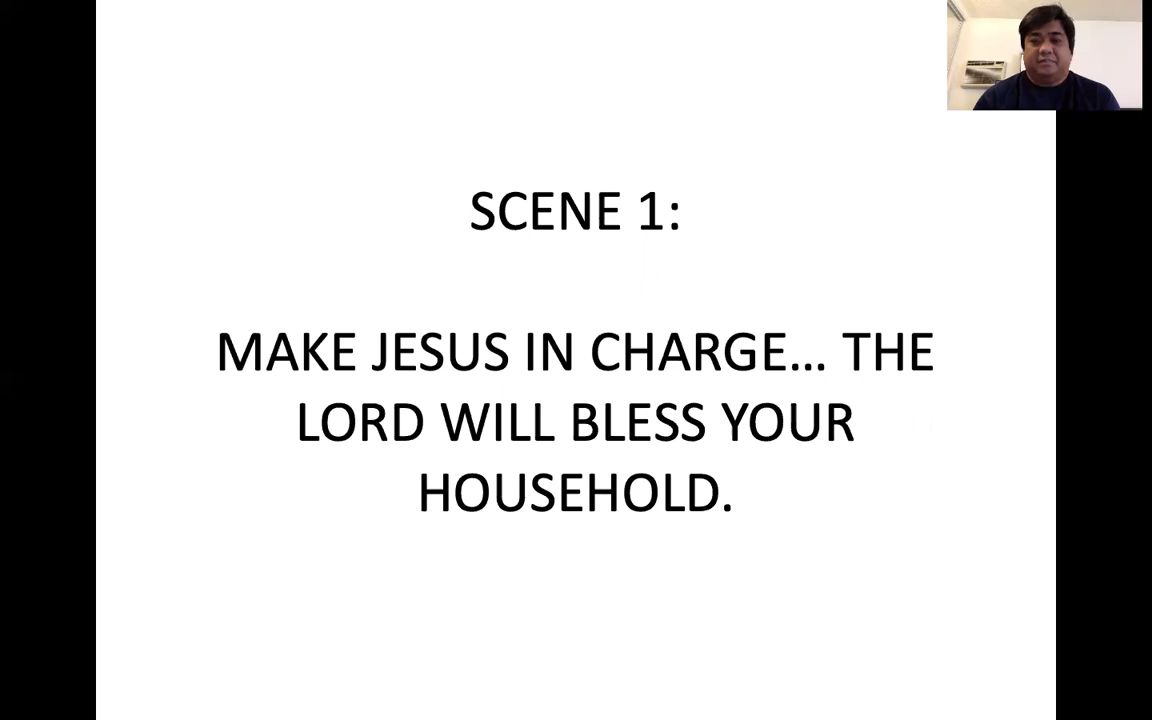 SCENE 1:
MAKE JESUS IN CHARGE... THE
LORD WILL BLESS YOUR
HOUSEHOLD.